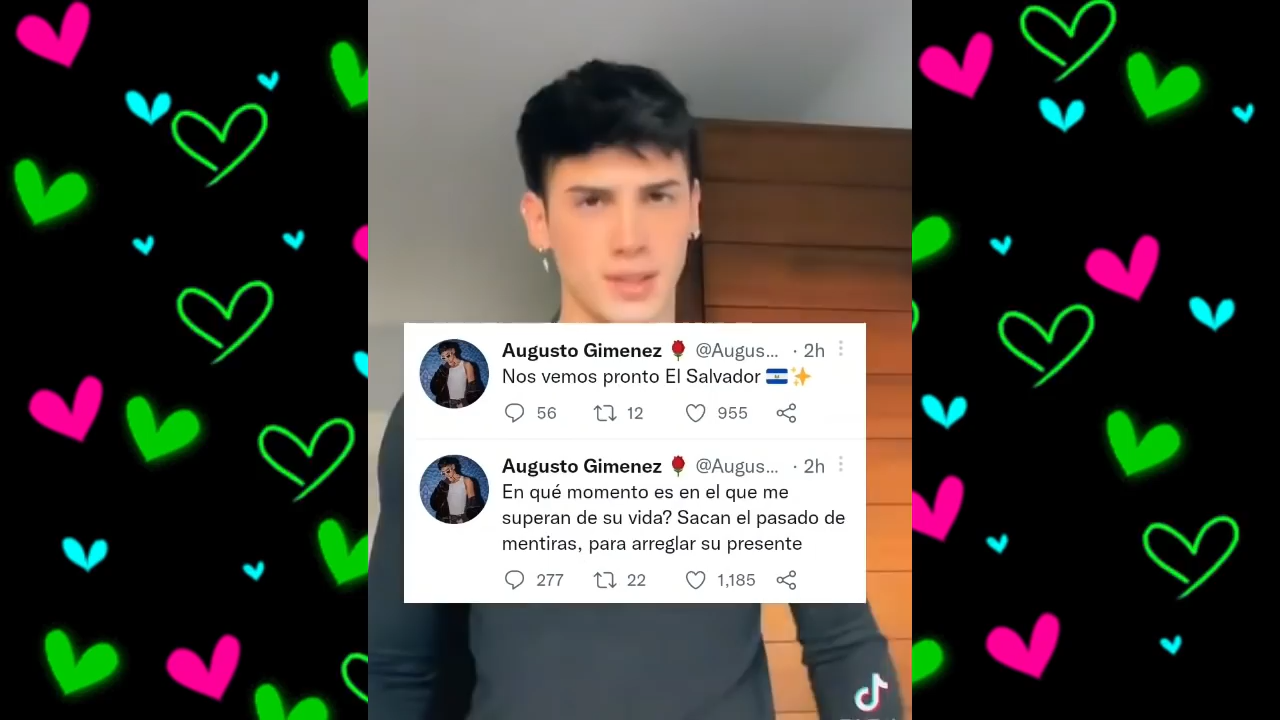 Augusto Gimenez 🌹 @Augus... · 2h
Nos vemos pronto El Salvador 🇸🇻✨
56 12 955
Augusto Gimenez 🌹 @Augus... · 2h
En qué momento es en el que me
superan de su vida? Sacan el pasado de
mentiras, para arreglar su presente
277 22 1,185